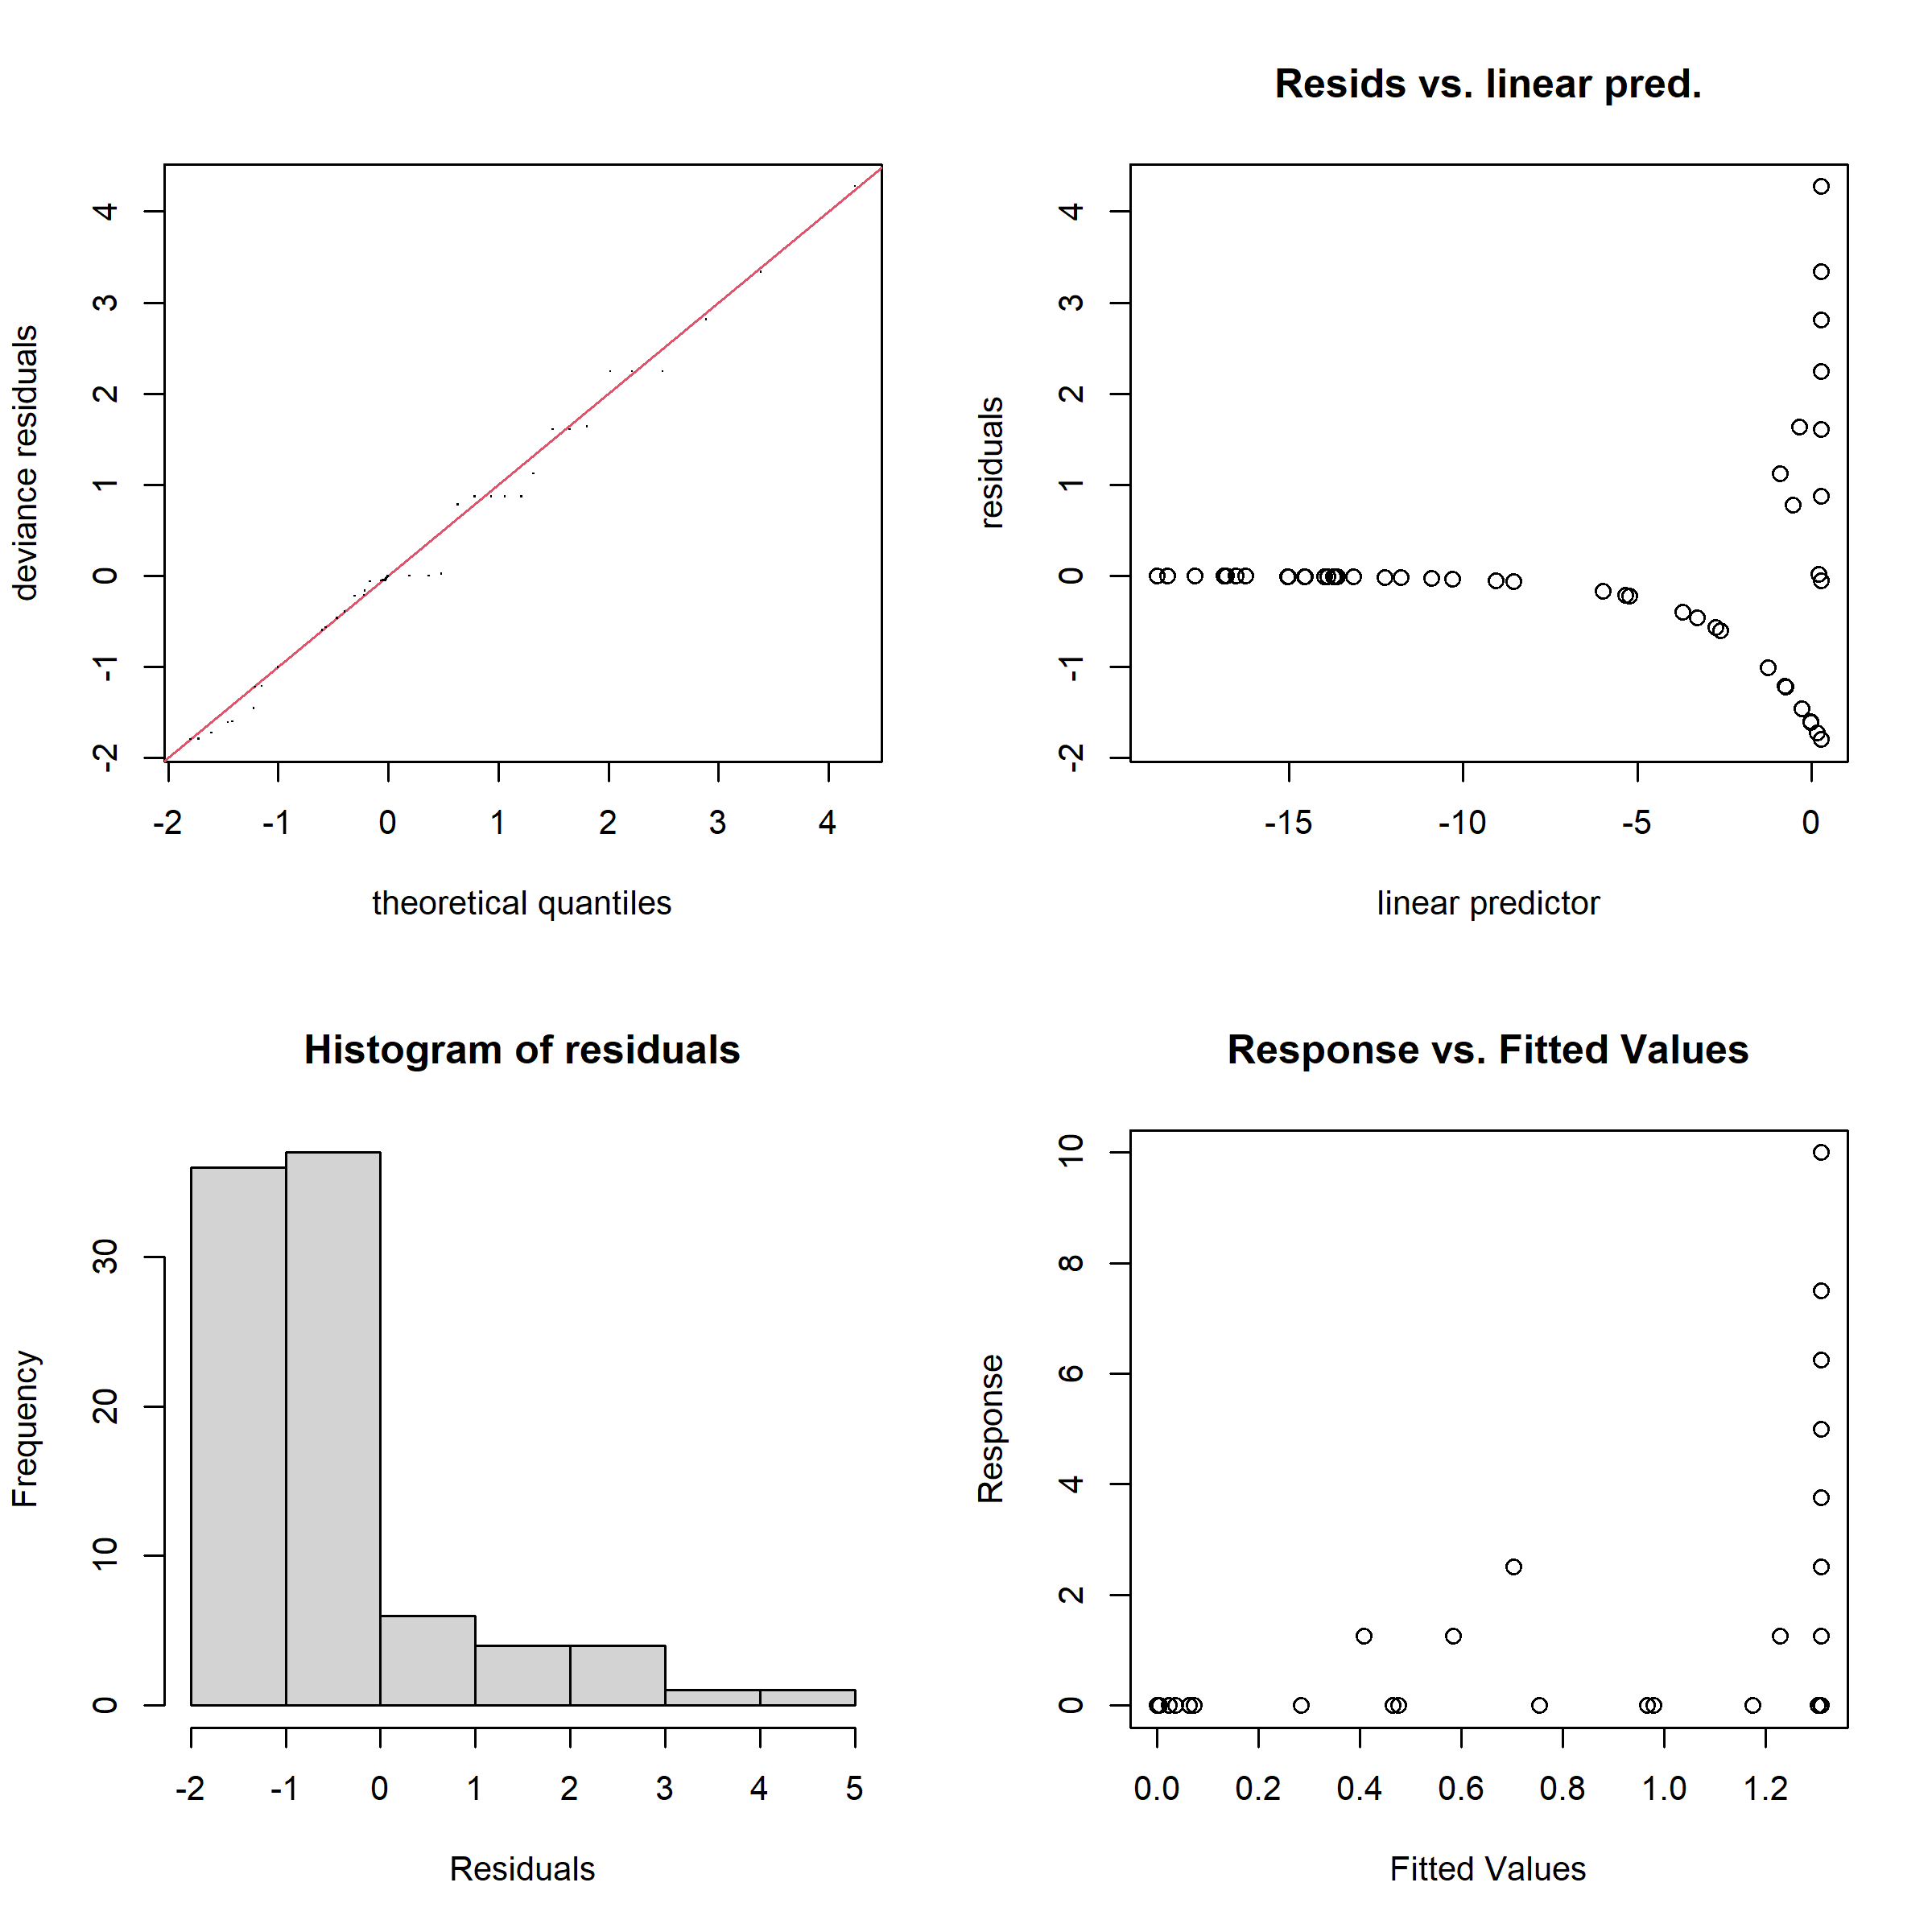 deviance residuals
4
3
2
1
0
-1
-2
-2 -1 0 1 2 3 4
theoretical quantiles
Resids vs. linear pred.
residuals
4
3
2
1
0
-1
-2
-15 -10 -5 0
linear predictor
Histogram of residuals
Frequency
30
20
10
0
-2 -1 0 1 2 3 4 5
Residuals
Response vs. Fitted Values
Response
10
8
6
4
2
0
0.0 0.2 0.4 0.6 0.8 1.0 1.2
Fitted Values